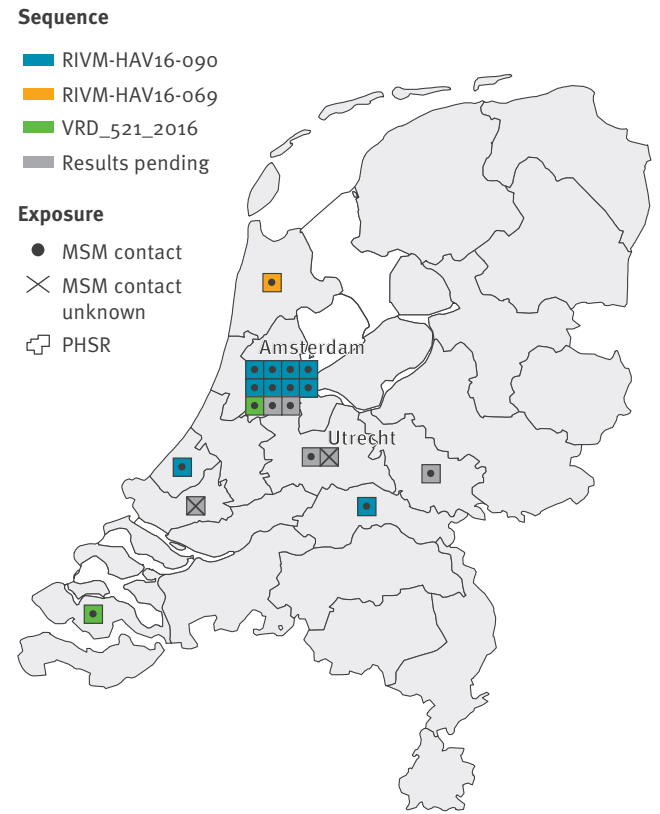 Sequence
RIVM-HAV16-090
RIVM-HAV16-069
VRD_521_2016
Results pending
Exposure
MSM contact
MSM contact
unknown
PHSR
Amsterdam
Utrecht